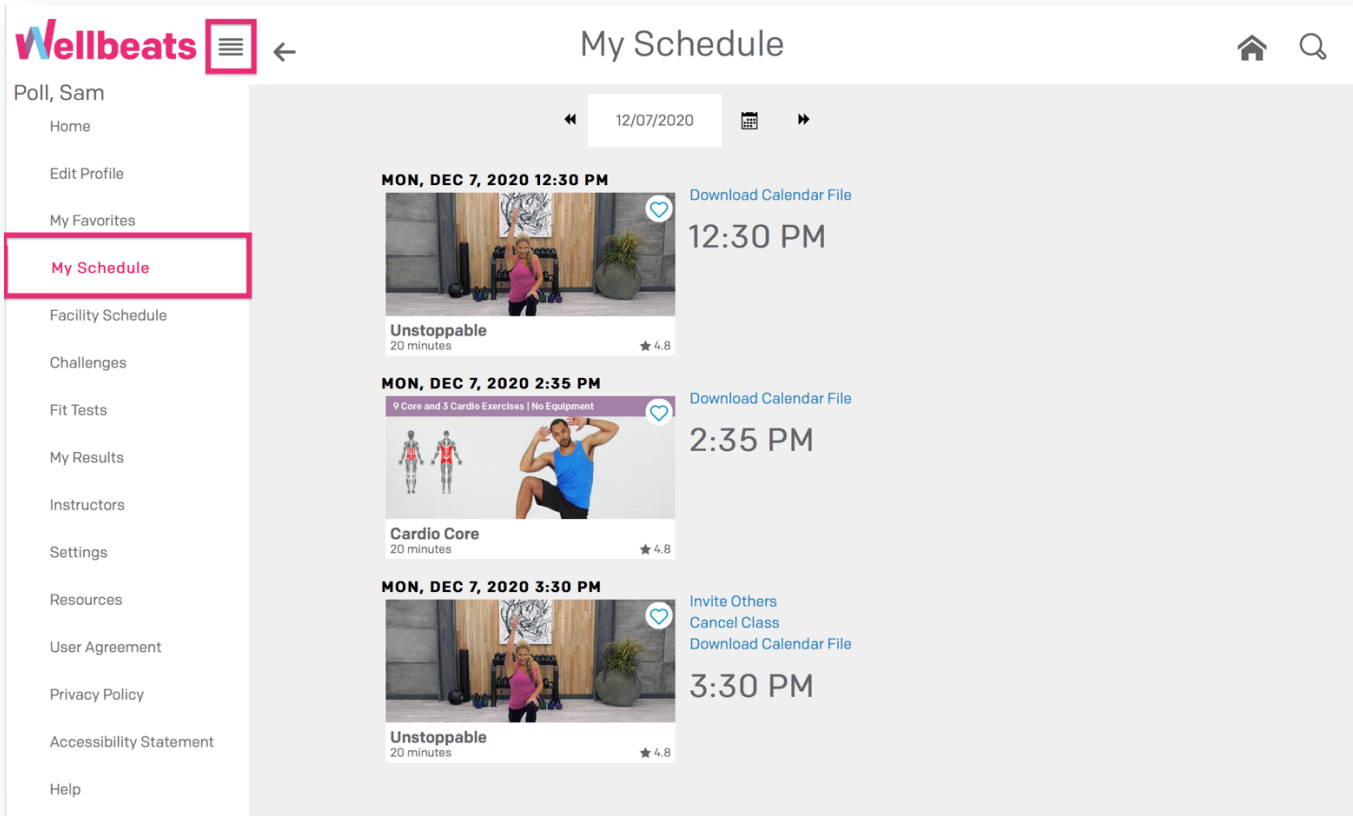 Wellbeats
My Schedule
Poll, Sam
Home
Edit Profile
My Favorites
My Schedule
Facility Schedule
Challenges
Fit Tests
My Results
Instructors
Settings
Resources
User Agreement
Privacy Policy
Accessibility Statement
Help
12/07/2020
MON, DEC 7, 2020 12:30 PM
Download Calendar File
12:30 PM
Unstoppable
20 minutes
4.8
MON, DEC 7, 2020 2:35 PM
9 Core and 3 Cardio Exercises | No Equipment
Download Calendar File
2:35 PM
Cardio Core
20 minutes
4.8
MON, DEC 7, 2020 3:30 PM
Invite Others
Cancel Class
Download Calendar File
3:30 PM
Unstoppable
20 minutes
4.8